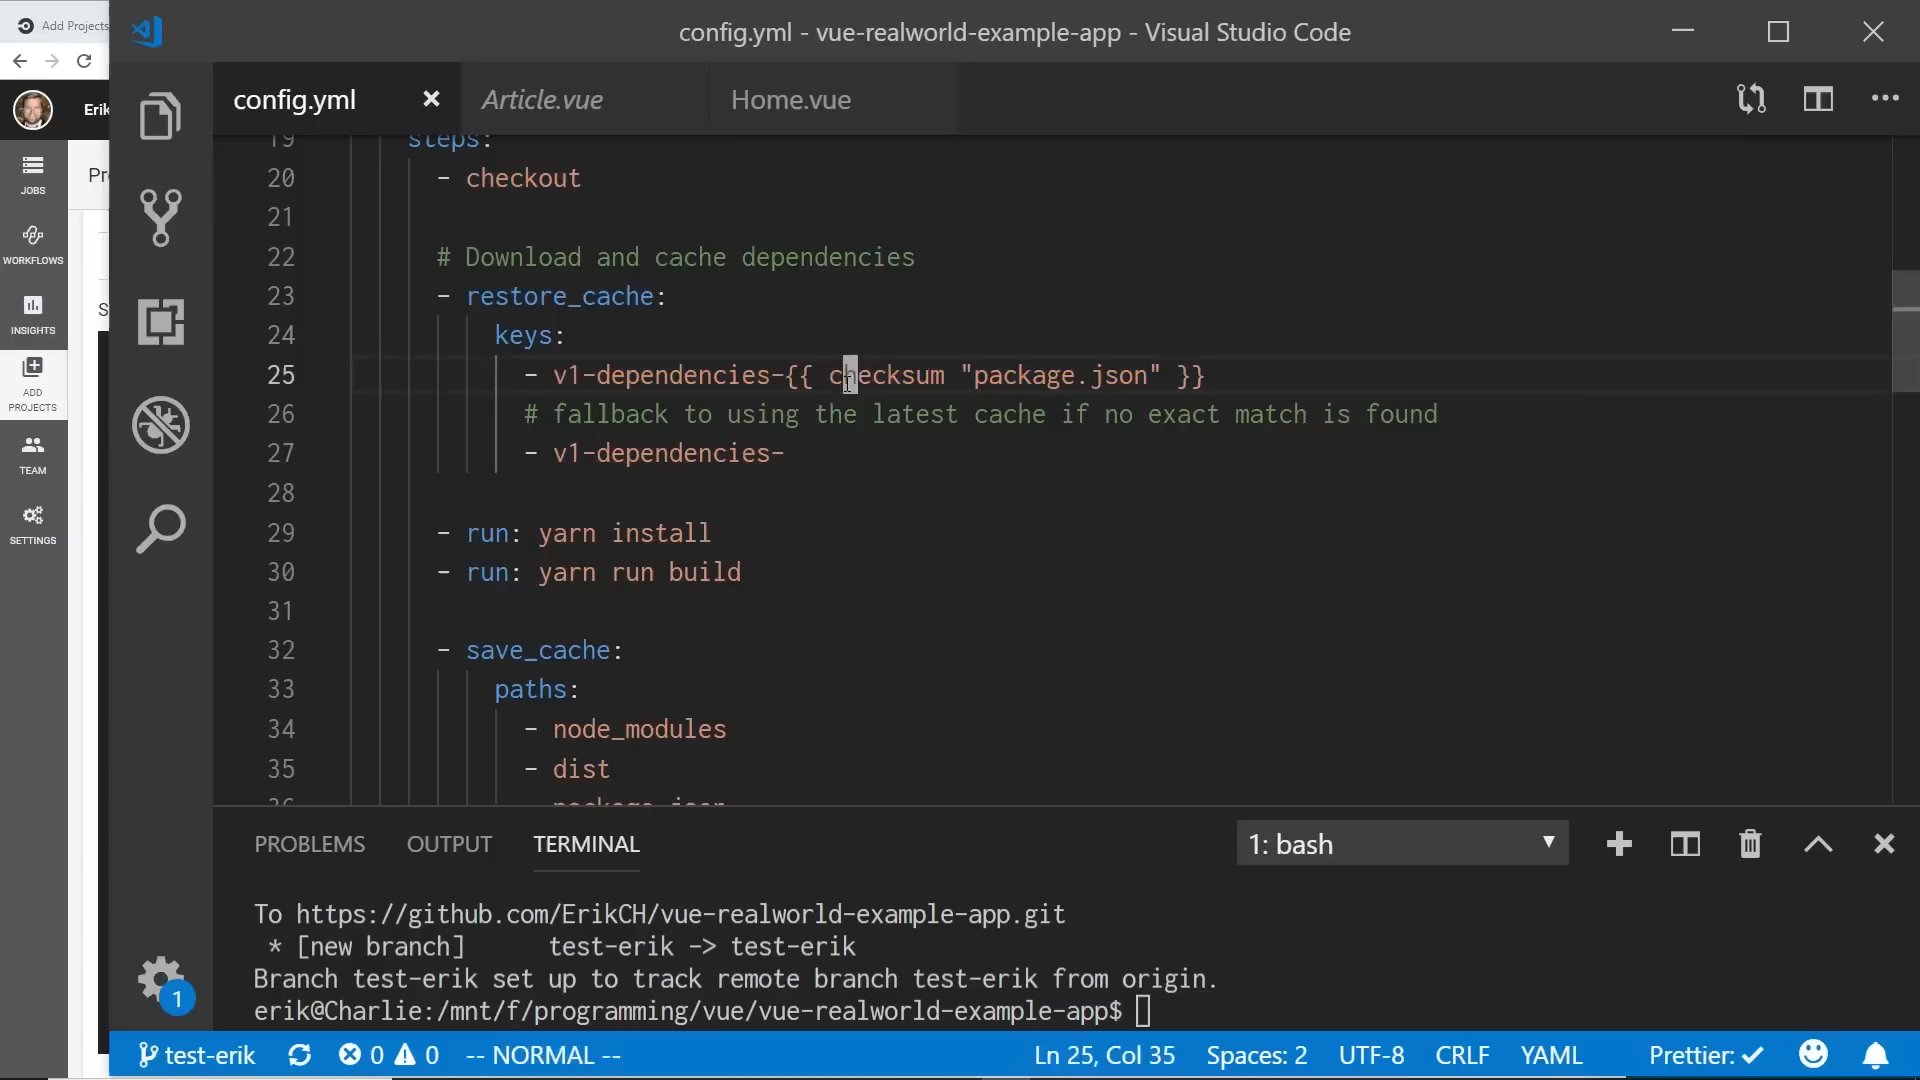 Add Projects
config.yml - vue-realworld-example-app - Visual Studio Code
Erik
config.yml
Article.vue
Home.vue
JOBS
WORKFLOWS
INSIGHTS
ADD
PROJECTS
TEAM
SETTINGS
19 steps:
20 - checkout
21
22 # Download and cache dependencies
23 - restore_cache:
24 keys:
25 - v1-dependencies-{{ checksum "package.json" }}
26 # fallback to using the latest cache if no exact match is found
27 - v1-dependencies-
28
29 - run: yarn install
30 - run: yarn run build
31
32 - save_cache:
33 paths:
34 - node_modules
35 - dist
PROBLEMS OUTPUT TERMINAL
1: bash
To https://github.com/ErikCH/vue-realworld-example-app.git
* [new branch] test-erik -> test-erik
Branch test-erik set up to track remote branch test-erik from origin.
erik@Charlie:/mnt/f/programming/vue/vue-realworld-example-app$
1
test-erik 0 0 -- NORMAL -- Ln 25, Col 35 Spaces: 2 UTF-8 CRLF YAML Prettier: ✓